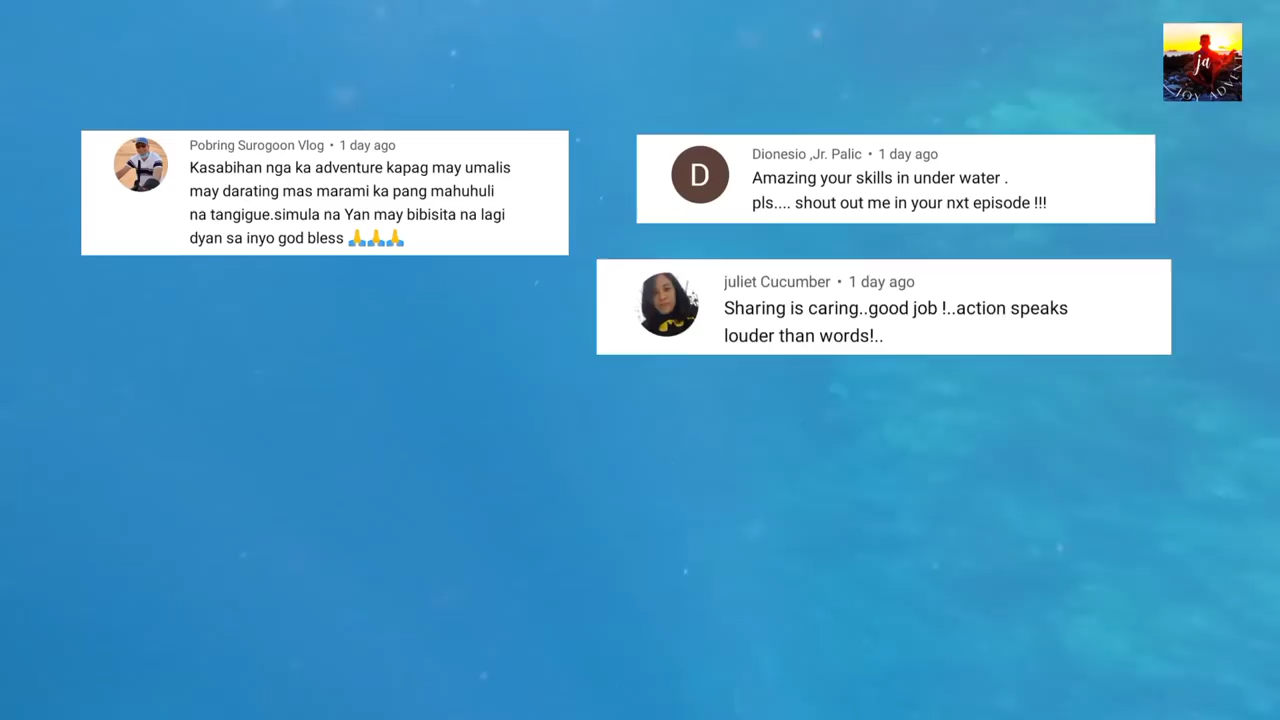 ja
Pobring Surogoon Vlog • 1 day ago
Kasabihan nga ka adventure kapag may umalis
may darating mas marami ka pang mahuhuli
na tangigue.simula na Yan may bibisita na lagi
dyan sa inyo god bless 🙏🙏🙏
Dionesio ,Jr. Palic • 1 day ago
Amazing your skills in under water .
pls.... shout out me in your nxt episode !!!
juliet Cucumber • 1 day ago
Sharing is caring..good job !..action speaks
louder than words!..